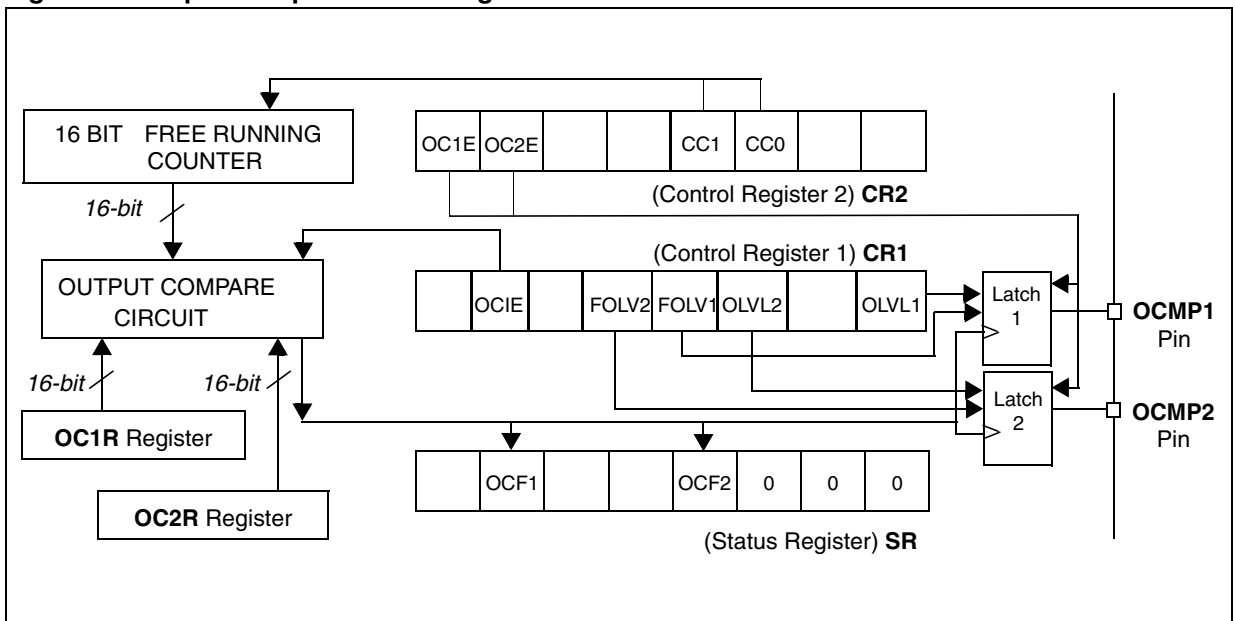 16 BIT FREE RUNNING
COUNTER
16-bit
OC1E OC2E CC1 CC0
(Control Register 2) CR2
(Control Register 1) CR1
OUTPUT COMPARE
CIRCUIT
OCIE FOLV2 FOLV1 OLVL2 OLVL1
Latch
1
OCMP1
Pin
16-bit
16-bit
Latch
2
OCMP2
Pin
OC1R Register
OCF1 OCF2 0 0 0
OC2R Register
(Status Register) SR